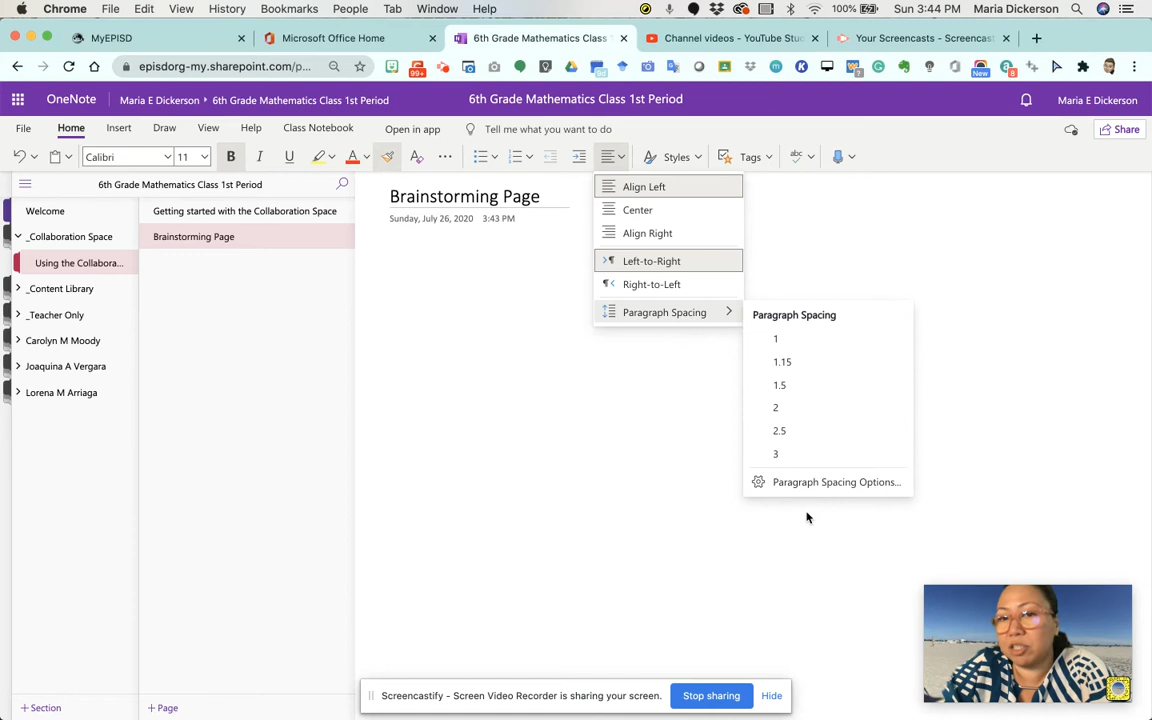 Chrome File Edit View History Bookmarks People Tab Window Help 100% Sun 3:44 PM Maria Dickerson
MyEPISD Microsoft Office Home 6th Grade Mathematics Class Channel videos - YouTube Stu Your Screencasts - Screencast
episdorg-my.sharepoint.com/p... 99+ New 8
OneNote Maria E Dickerson 6th Grade Mathematics Class 1st Period 6th Grade Mathematics Class 1st Period Maria E Dickerson
File Home Insert Draw View Help Class Notebook Open in app Tell me what you want to do Share
Calibri 11 B I U A A Styles Tags abc
6th Grade Mathematics Class 1st Period
Welcome
_Collaboration Space
Using the Collabora...
_Content Library
_Teacher Only
Carolyn M Moody
Joaquina A Vergara
Lorena M Arriaga
+ Section
Getting started with the Collaboration Space
Brainstorming Page
+ Page
Brainstorming Page
Sunday, July 26, 2020 3:43 PM
Align Left
Center
Align Right
Left-to-Right
Right-to-Left
Paragraph Spacing
Paragraph Spacing
1
1.15
1.5
2
2.5
3
Paragraph Spacing Options...
Screencastify - Screen Video Recorder is sharing your screen. Stop sharing Hide